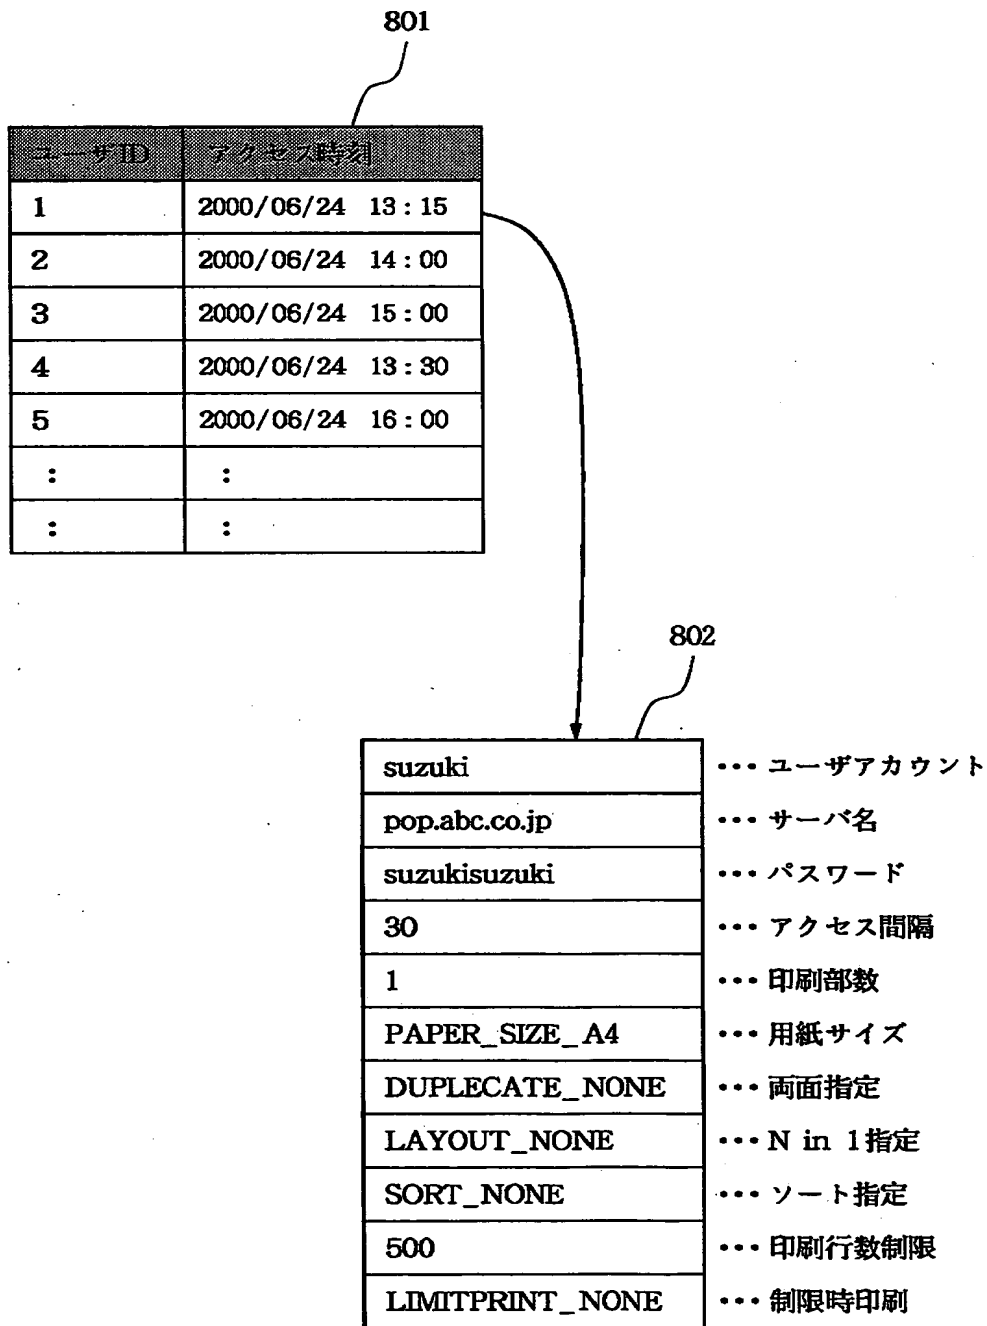 801
ユーザID アクセス時刻
1 2000/06/24 13:15
2 2000/06/24 14:00
3 2000/06/24 15:00
4 2000/06/24 13:30
5 2000/06/24 16:00
: :
: :
802
suzuki ・・・ ユーザアカウント
pop.abc.co.jp ・・・ サーバ名
suzukisuzuki ・・・ パスワード
30 ・・・ アクセス間隔
1 ・・・ 印刷部数
PAPER_SIZE_A4 ・・・ 用紙サイズ
DUPLECATE_NONE ・・・ 両面指定
LAYOUT_NONE ・・・ N in 1指定
SORT_NONE ・・・ ソート指定
500 ・・・ 印刷行数制限
LIMITPRINT_NONE ・・・ 制限時印刷